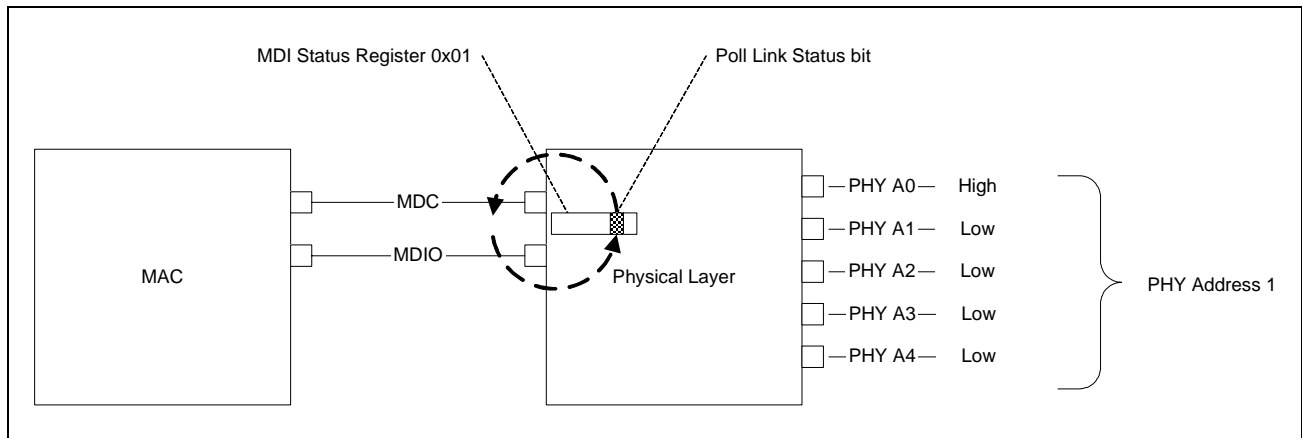 MDI Status Register 0x01
Poll Link Status bit
MAC
MDC
MDIO
Physical Layer
PHY A0 High
PHY A1 Low
PHY A2 Low
PHY A3 Low
PHY A4 Low
PHY Address 1